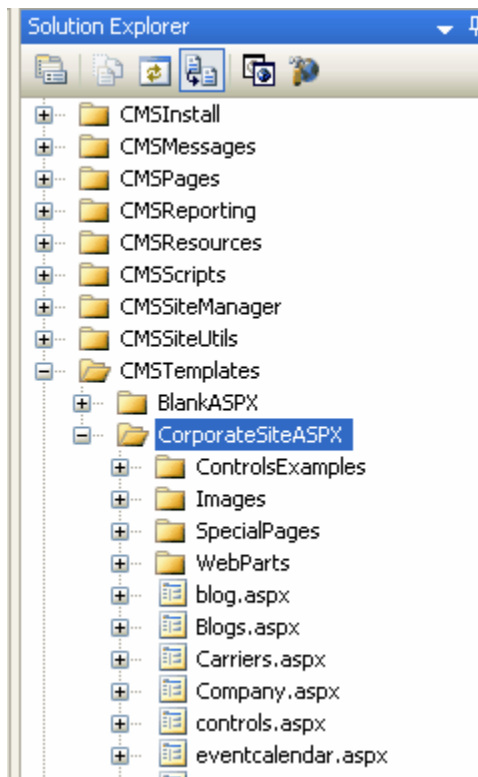 Solution Explorer
CMSInstall
CMSMessages
CMSPages
CMSReporting
CMSResources
CMSScripts
CMSSiteManager
CMSSiteUtils
CMSTemplates
BlankASPX
CorporateSiteASPX
ControlsExamples
Images
SpecialPages
WebParts
blog.aspx
Blogs.aspx
Carriers.aspx
Company.aspx
controls.aspx
eventcalendar.aspx